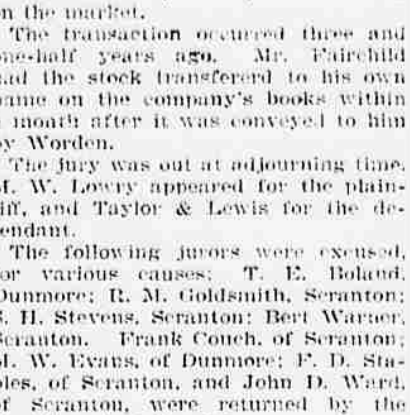 on the market.
The transaction occurred three and
one-half years ago. Mr. Fairchild
had the stock transfererd to his own
name on the company's books within
a month after it was conveyed to him
by Worden.
The jury was out at adjourning time.
M. W. Lowry appeared for the plain-
tiff, and Taylor & Lewis for the de-
fendant.
The following jurors were excused,
for various causes: T. E. Boland,
Dunmore; R. M. Goldsmith, Scranton;
S. H. Stevens, Scranton; Bert Warner,
Scranton. Frank Couch, of Scranton;
M. W. Evans, of Dunmore; F. D. Sta-
ples, of Scranton, and John D. Ward,
of Scranton, were returned by the